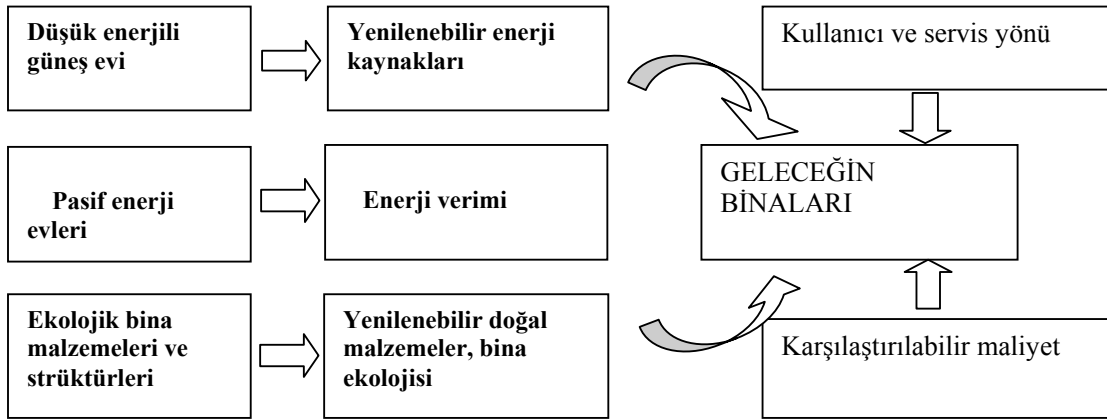 Düşük enerjili
güneş evi
Yenilenebilir enerji
kaynakları
Kullanıcı ve servis yönü
Pasif enerji
evleri
Enerji verimi
GELECEĞİN
BİNALARI
Ekolojik bina
malzemeleri ve
strüktürleri
Yenilenebilir doğal
malzemeler, bina
ekolojisi
Karşılaştırılabilir maliyet